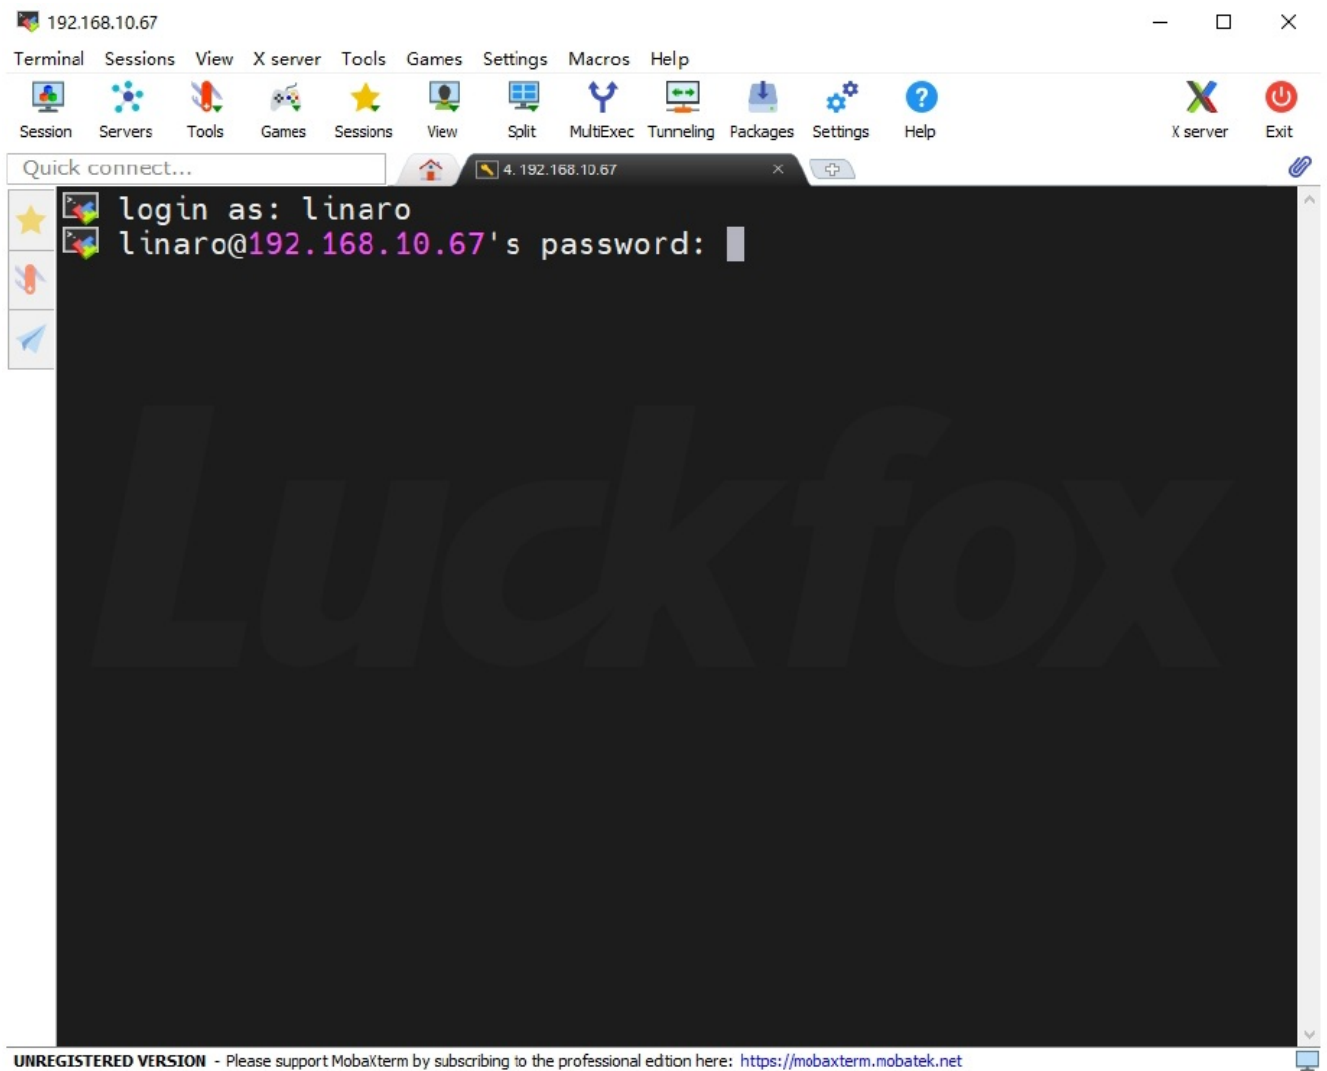 192.168.10.67
Terminal Sessions View X server Tools Games Settings Macros Help
Session Servers Tools Games Sessions View Split MultiExec Tunneling Packages Settings Help X server Exit
Quick connect... 4. 192.168.10.67
login as: linaro
linaro@192.168.10.67's password:
Luckfox
UNREGISTERED VERSION - Please support MobaXterm by subscribing to the professional edition here: https://mobaxterm.mobatek.net